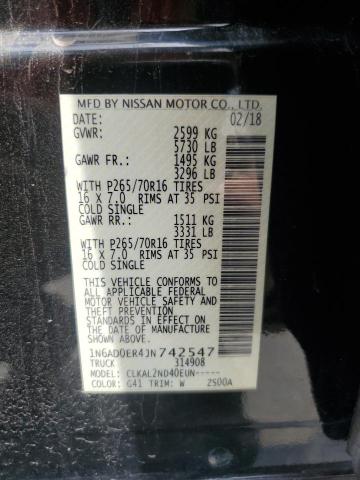 MFD BY NISSAN MOTOR CO., LTD.
DATE: 02/18
GVWR: 2599 KG
5730 LB
GAWR FR.: 1495 KG
3296 LB
WITH P265/70R16 TIRES
16 X 7.0 RIMS AT 35 PSI
COLD SINGLE
GAWR RR.: 1511 KG
3331 LB
WITH P265/70R16 TIRES
16 X 7.0 RIMS AT 35 PSI
COLD SINGLE
THIS VEHICLE CONFORMS TO ALL
APPLICABLE FEDERAL MOTOR
VEHICLE SAFETY AND
THEFT PREVENTION
STANDARDS IN EFFECT ON THE
DATE OF MFR. SHOWN ABOVE.
1N6AD0ER4JN742547
TRUCK 314908
MODEL: CLKAL2ND40EUN-----
COLOR: G41 TRIM: W 2500A